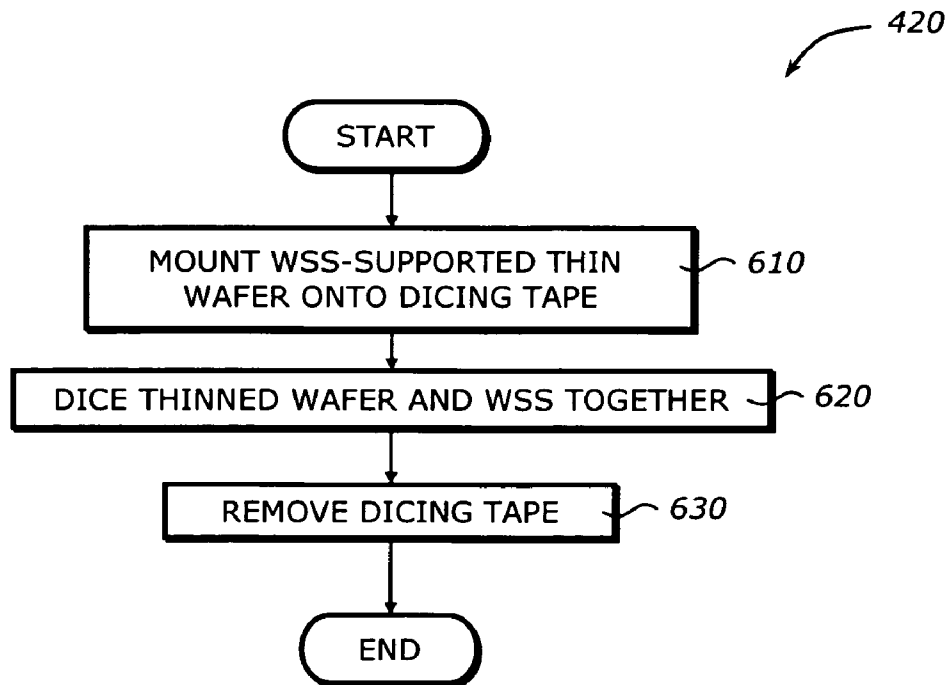 420
START
MOUNT WSS-SUPPORTED THIN
WAFER ONTO DICING TAPE
610
DICE THINNED WAFER AND WSS TOGETHER
620
REMOVE DICING TAPE
630
END